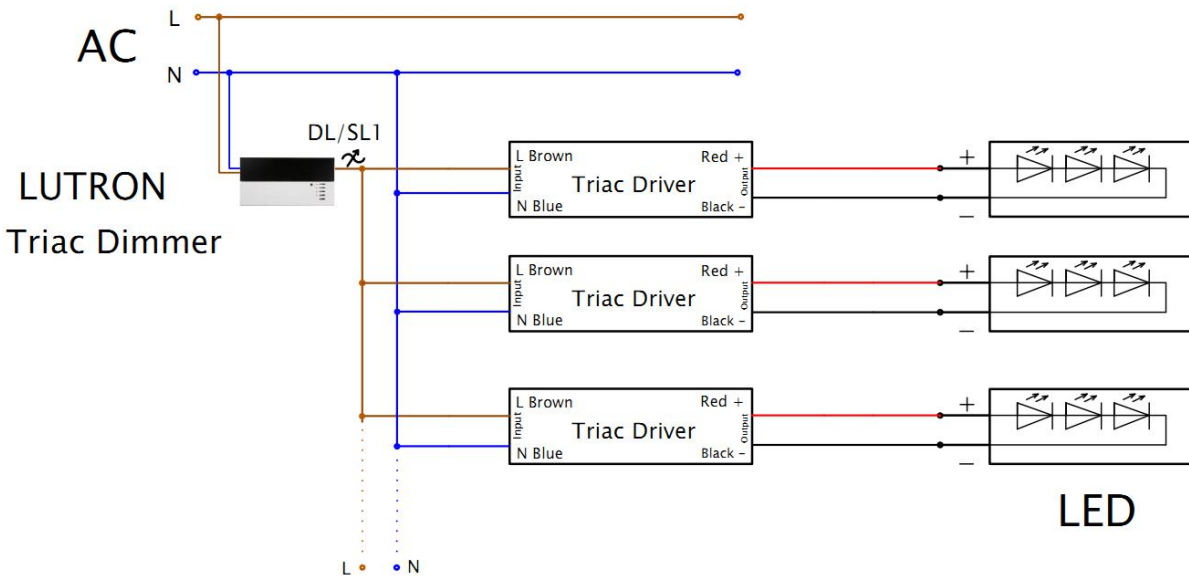 L
AC
N
DL/SL1
LUTRON
Triac Dimmer
L Brown
Red +
Input
Triac Driver
Output
N Blue
Black -
+
−
L Brown
Red +
Input
Triac Driver
Output
N Blue
Black -
+
−
L Brown
Red +
Input
Triac Driver
Output
N Blue
Black -
+
−
LED
L
N